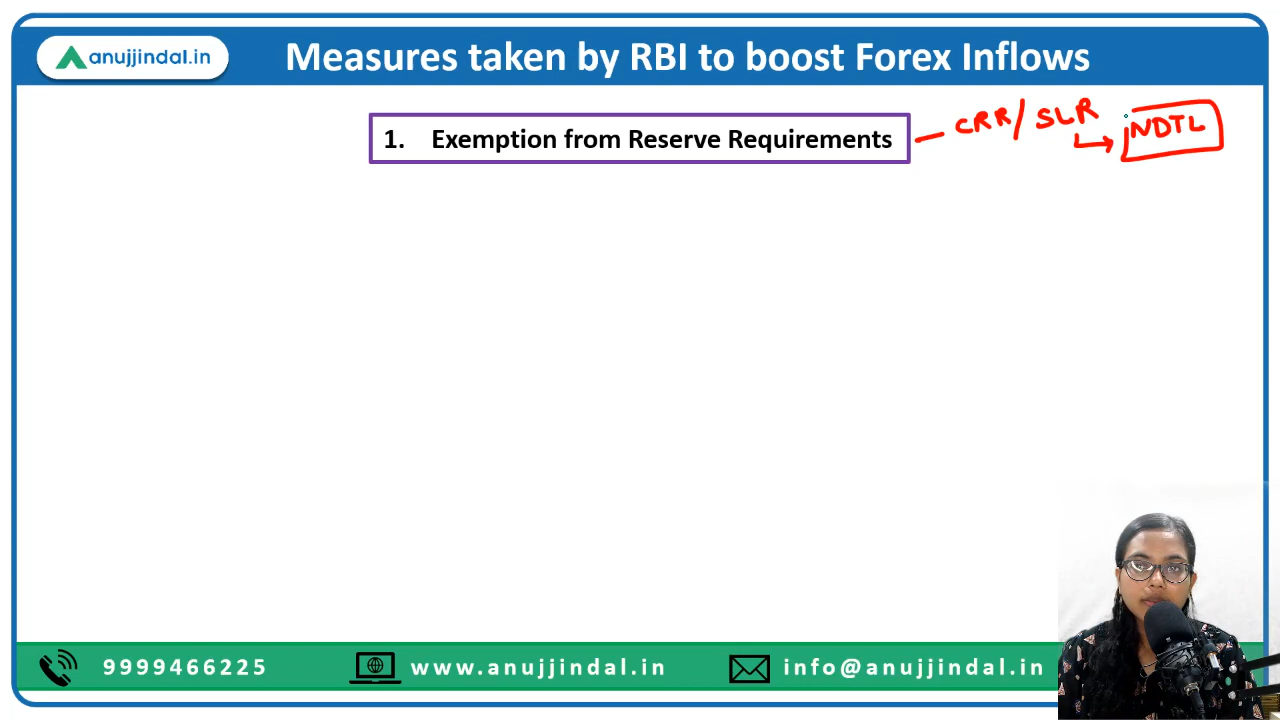 anujjindal.in
Measures taken by RBI to boost Forex Inflows
1. Exemption from Reserve Requirements
CRR/SLR
NDTL
9999466225
www.anujjindal.in
info@anujjindal.in